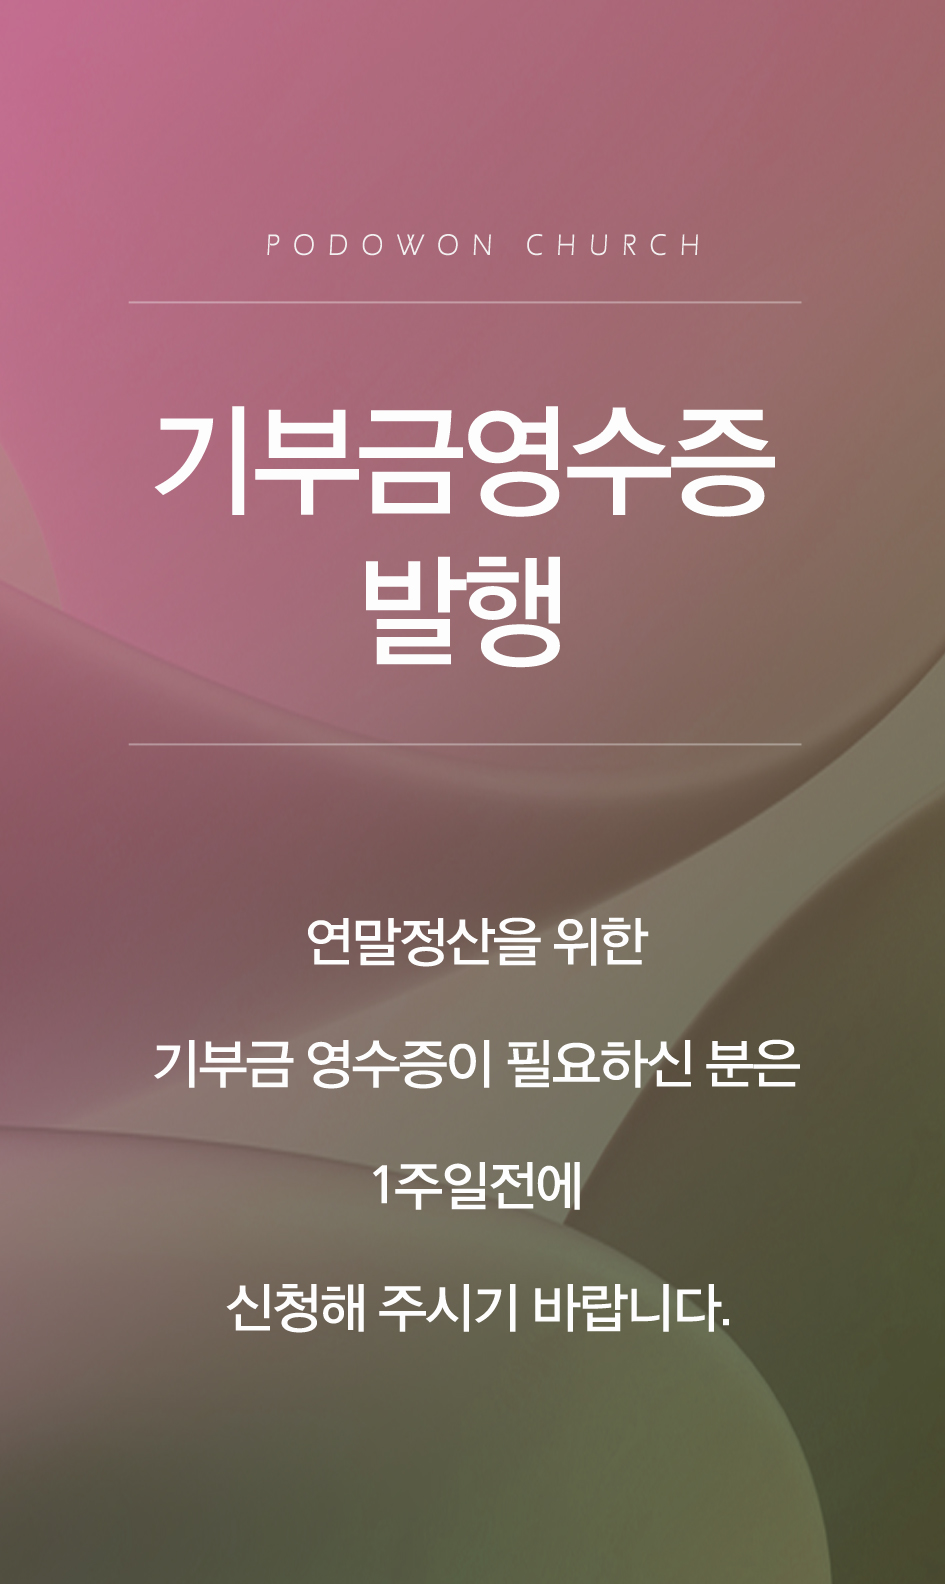 PODOWON CHURCH
기부금영수증
발행
연말정산을 위한
기부금 영수증이 필요하신 분은
1주일전에
신청해 주시기 바랍니다.